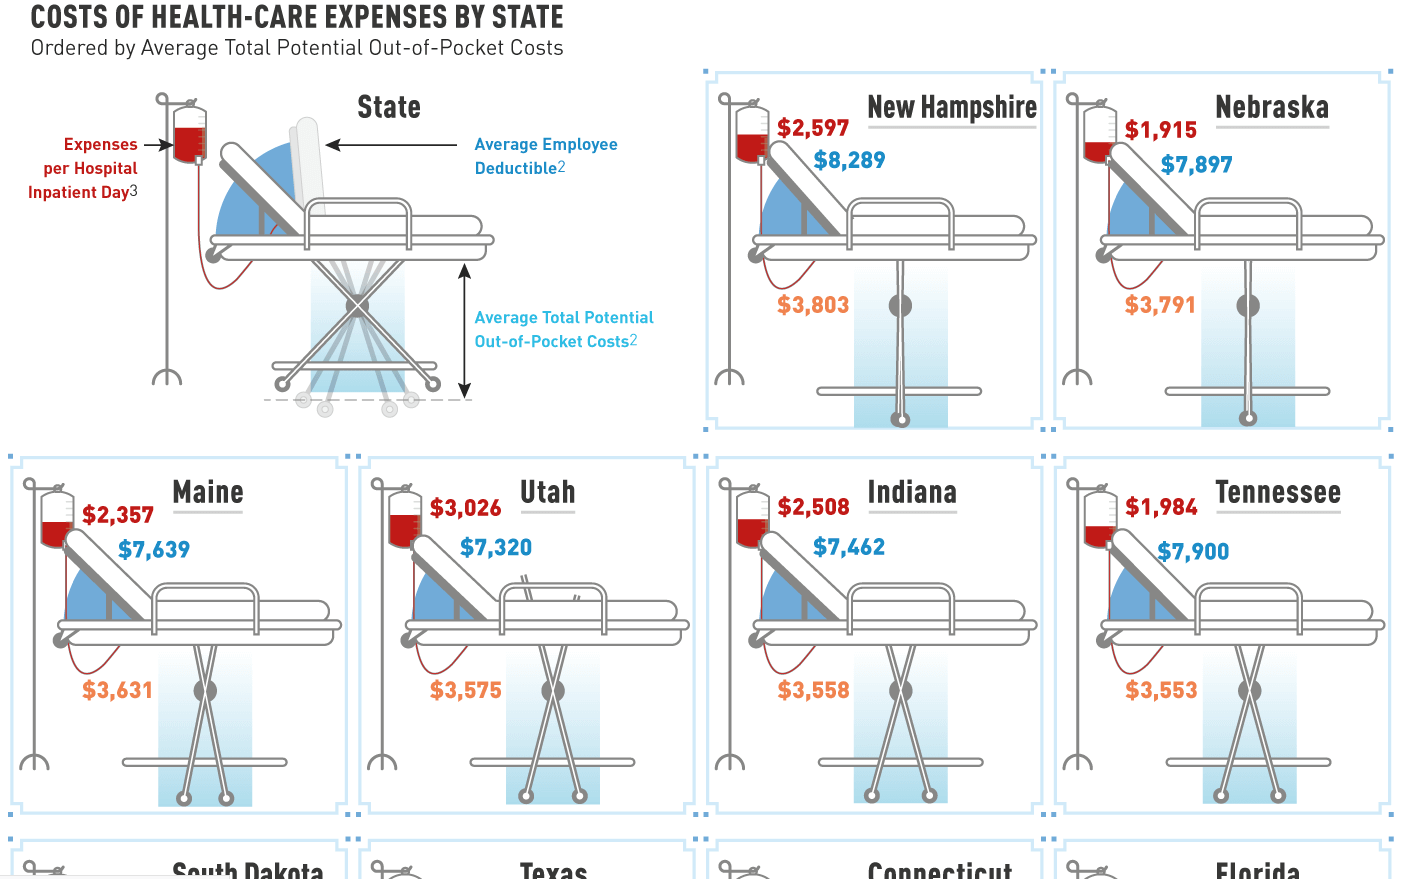 COSTS OF HEALTH-CARE EXPENSES BY STATE
Ordered by Average Total Potential Out-of-Pocket Costs
State
Expenses
per Hospital
Inpatient Day3
Average Employee
Deductible2
Average Total Potential
Out-of-Pocket Costs2
New Hampshire
$2,597
$8,289
$3,803
Nebraska
$1,915
$7,897
$3,791
Maine
$2,357
$7,639
$3,631
Utah
$3,026
$7,320
$3,575
Indiana
$2,508
$7,462
$3,558
Tennessee
$1,984
$7,900
$3,553
South Dakota
Texas
Connecticut
Florida